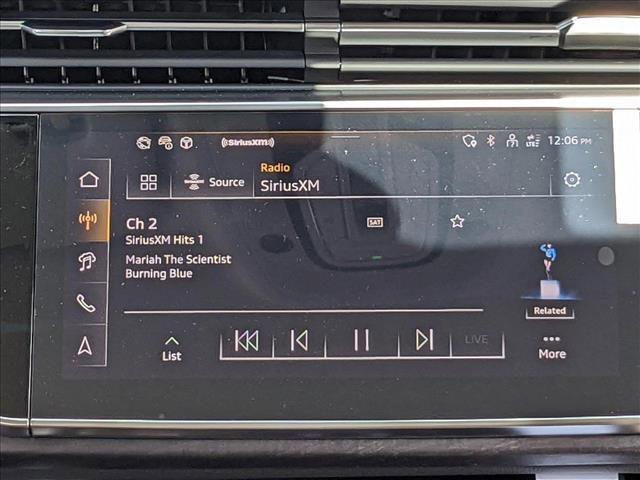 ((SiriusXM))
LTE
12:06 PM
Radio
Source
SiriusXM
Ch 2
SAT
SiriusXM Hits 1
Mariah The Scientist
Burning Blue
Related
List
LIVE
More